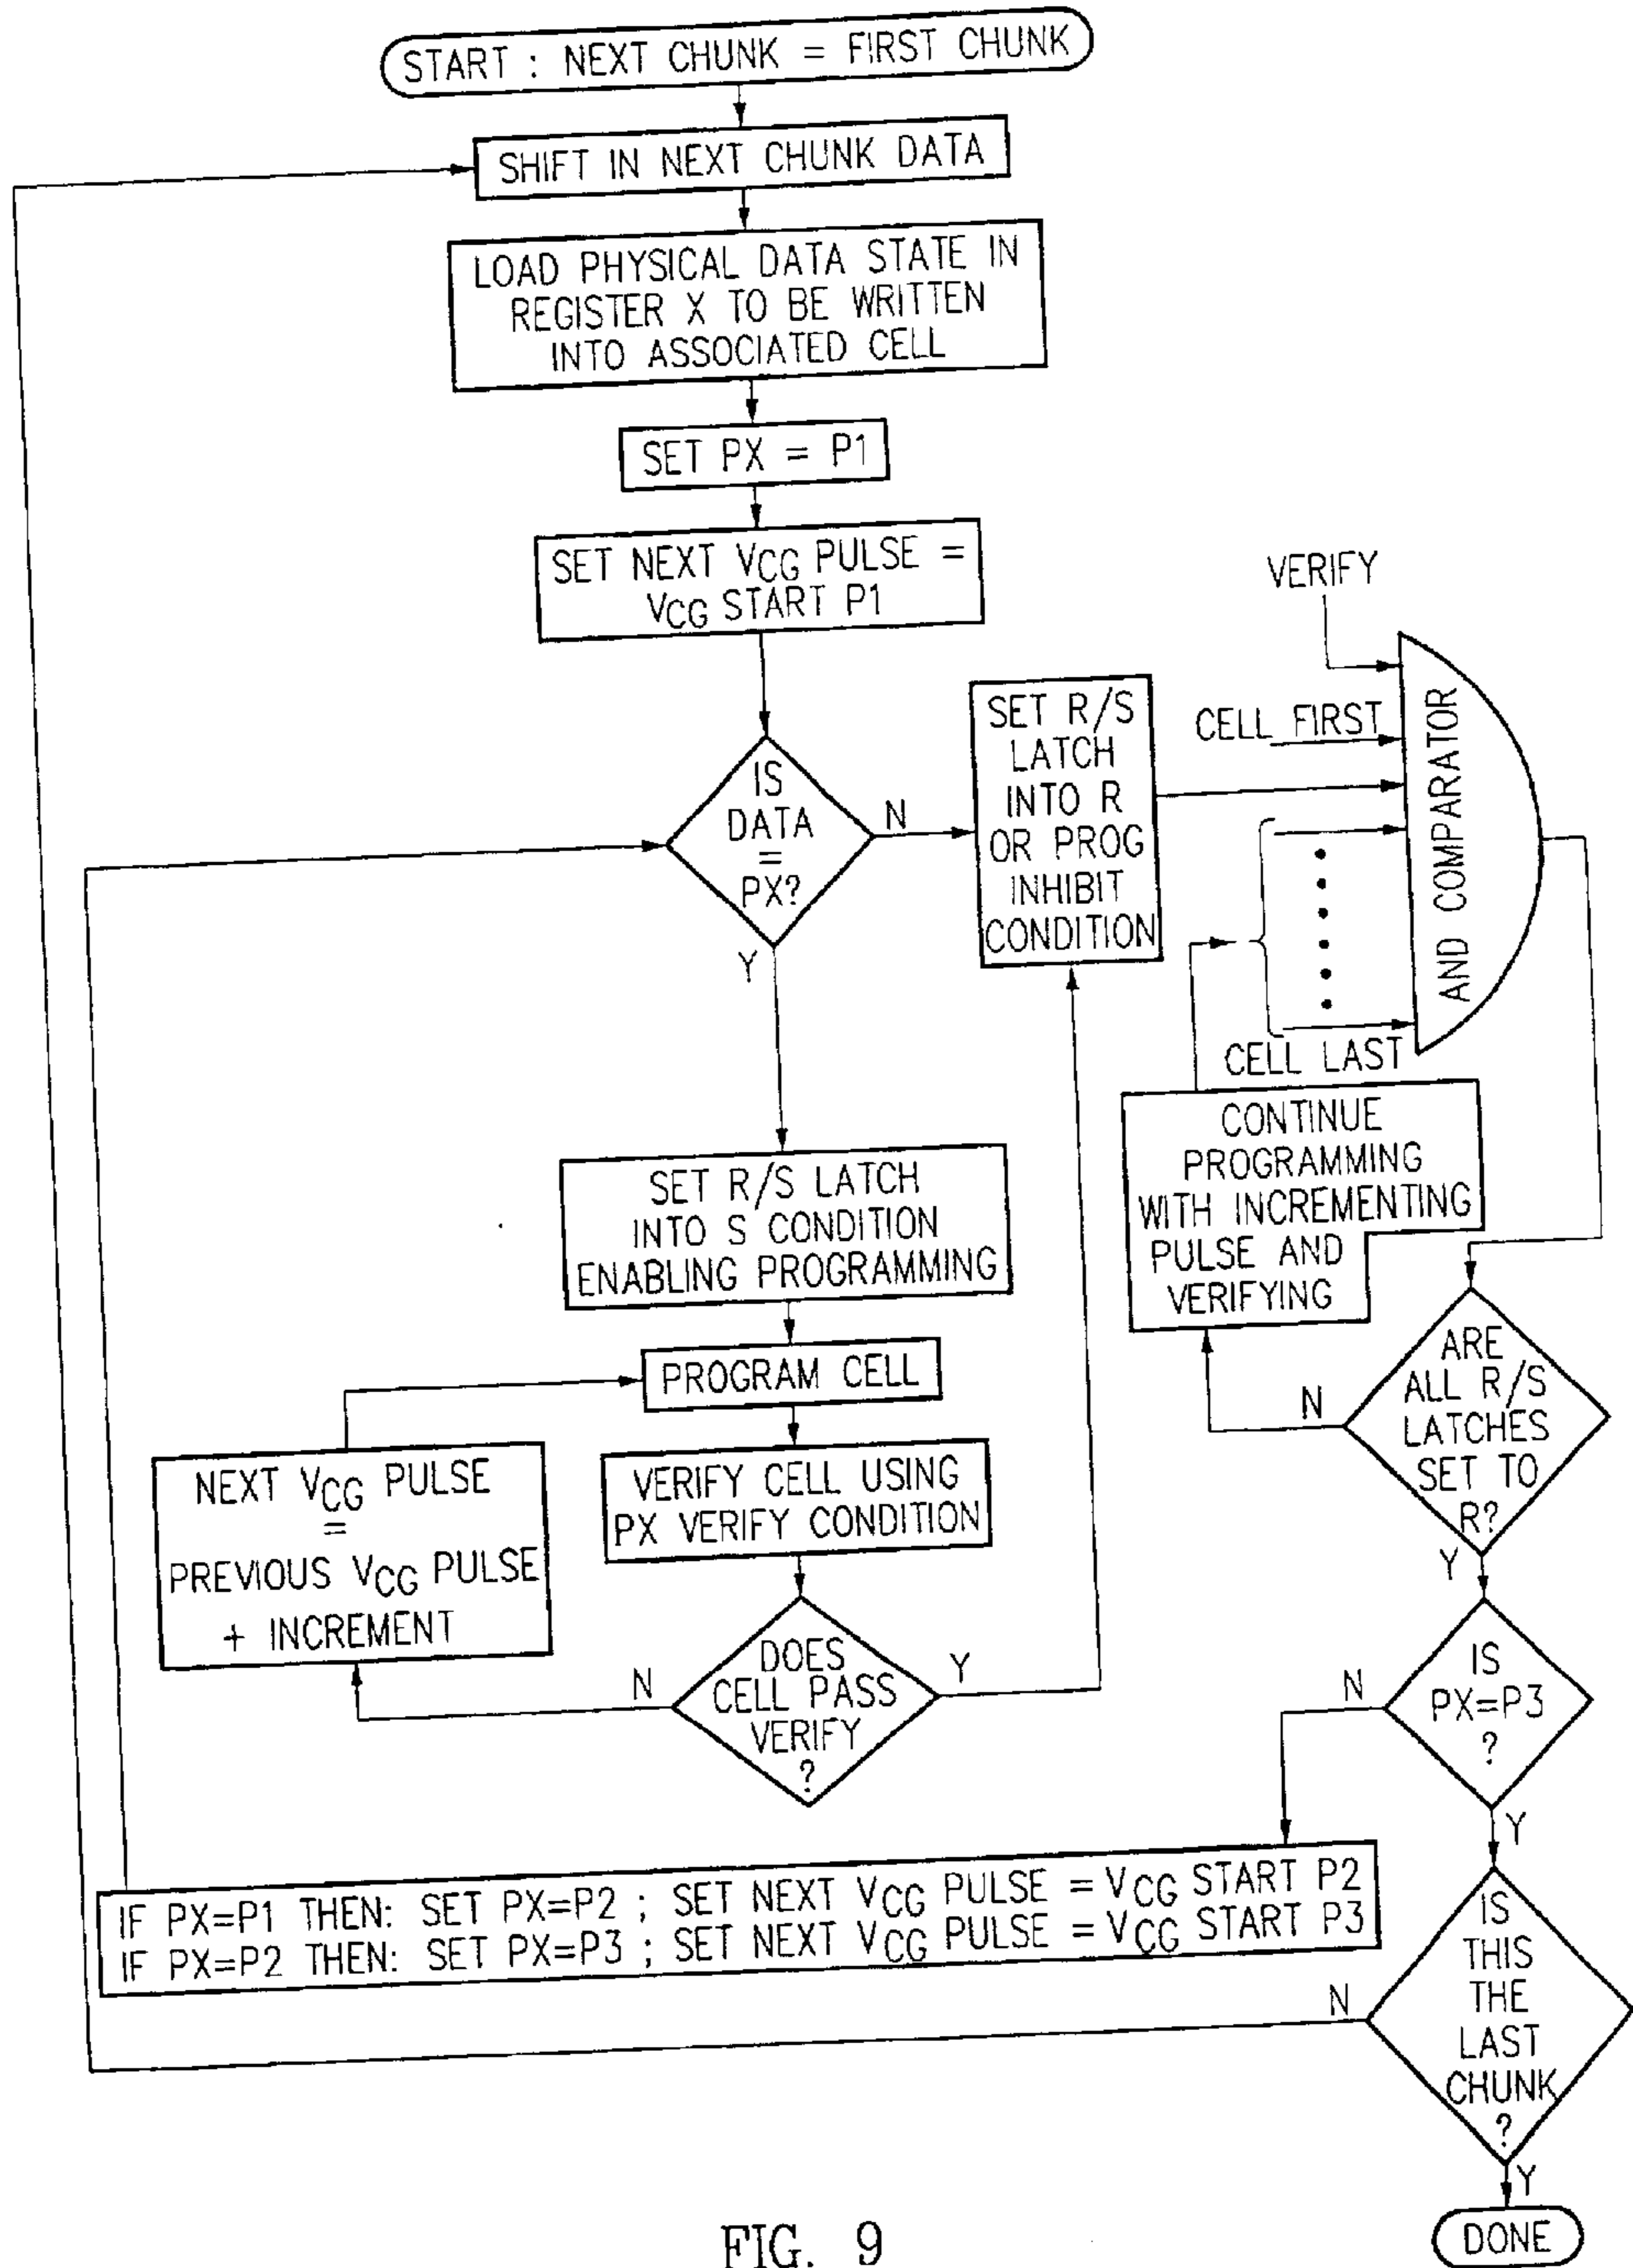 START : NEXT CHUNK = FIRST CHUNK
SHIFT IN NEXT CHUNK DATA
LOAD PHYSICAL DATA STATE IN
REGISTER X TO BE WRITTEN
INTO ASSOCIATED CELL
SET PX = P1
SET NEXT VCG PULSE =
VCG START P1
IS
DATA
=
PX?
N
Y
SET R/S
LATCH
INTO R
OR PROG
INHIBIT
CONDITION
VERIFY
CELL FIRST
CELL LAST
AND COMPARATOR
CONTINUE
PROGRAMMING
WITH INCREMENTING
PULSE AND
VERIFYING
SET R/S LATCH
INTO S CONDITION
ENABLING PROGRAMMING
PROGRAM CELL
VERIFY CELL USING
PX VERIFY CONDITION
NEXT VCG PULSE
=
PREVIOUS VCG PULSE
+ INCREMENT
DOES
CELL PASS
VERIFY
?
N
Y
ARE
ALL R/S
LATCHES
SET TO
R?
N
Y
IS
PX=P3
?
N
Y
IF PX=P1 THEN: SET PX=P2 ; SET NEXT VCG PULSE = VCG START P2
IF PX=P2 THEN: SET PX=P3 ; SET NEXT VCG PULSE = VCG START P3
IS
THIS
THE
LAST
CHUNK
?
N
Y
DONE
FIG. 9